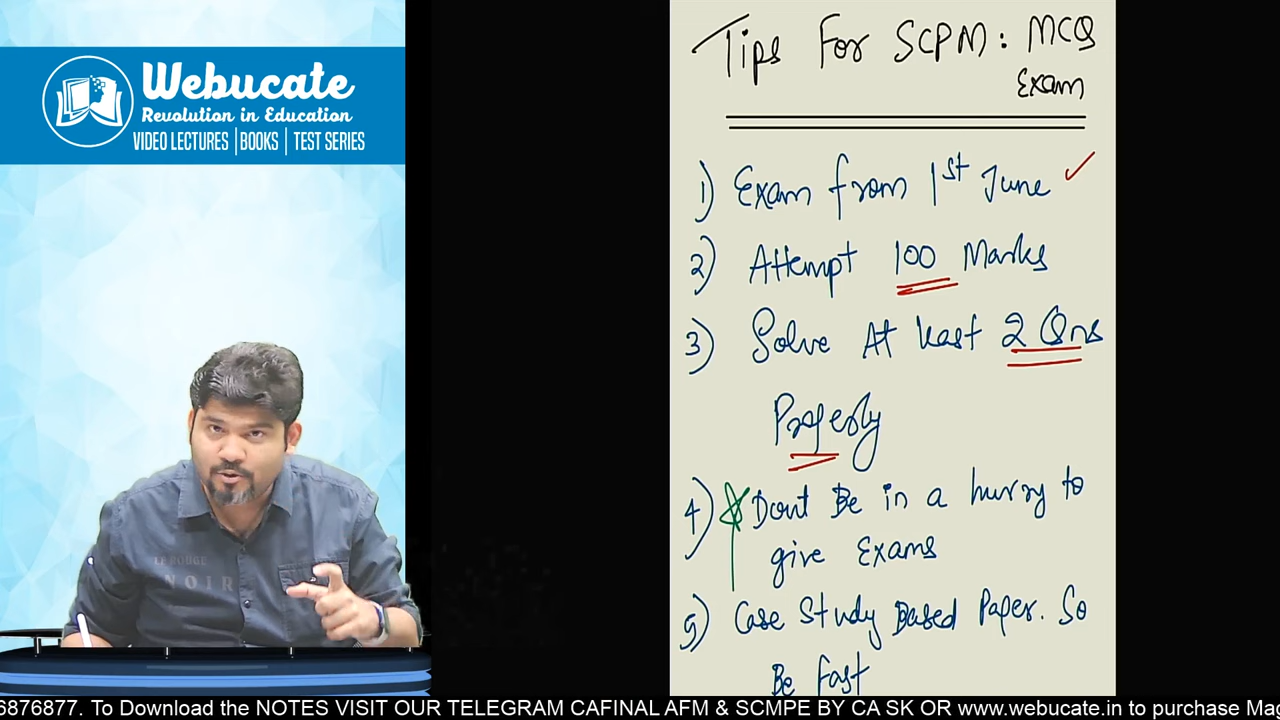 Webucate
Revolution in Education
VIDEO LECTURES | BOOKS | TEST SERIES
Tips For SCPM: MCQ
Exam
1) Exam from 1st June ✓
2) Attempt 100 Marks
3) Solve At least 2 Qns
Properly
4) Dont Be in a hurry to
give Exams
5) Case Study Based Paper. So
Be fast
LE ROUGE
NOIR
6876877. To Download the NOTES VISIT OUR TELEGRAM CAFINAL AFM & SCMPE BY CA SK OR www.webucate.in to purchase Mac